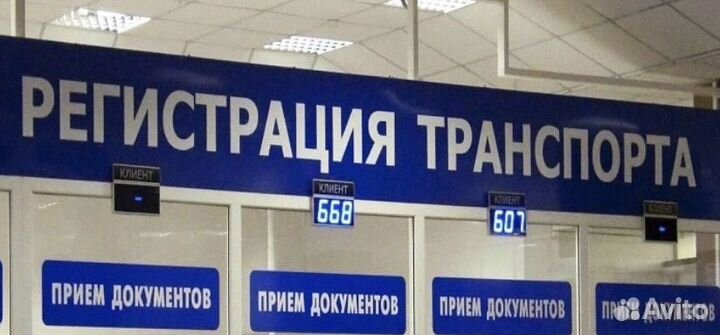 РЕГИСТРАЦИЯ ТРАНСПОРТА
КЛИЕНТ
-
КЛИЕНТ
668
КЛИЕНТ
607
КЛИЕНТ
-
ПРИЕМ ДОКУМЕНТОВ
ПРИЕМ ДОКУМЕНТОВ
ПРИЕМ ДОКУМЕНТОВ
ПРИЕМ ДОКУМЕНТОВ
Avito